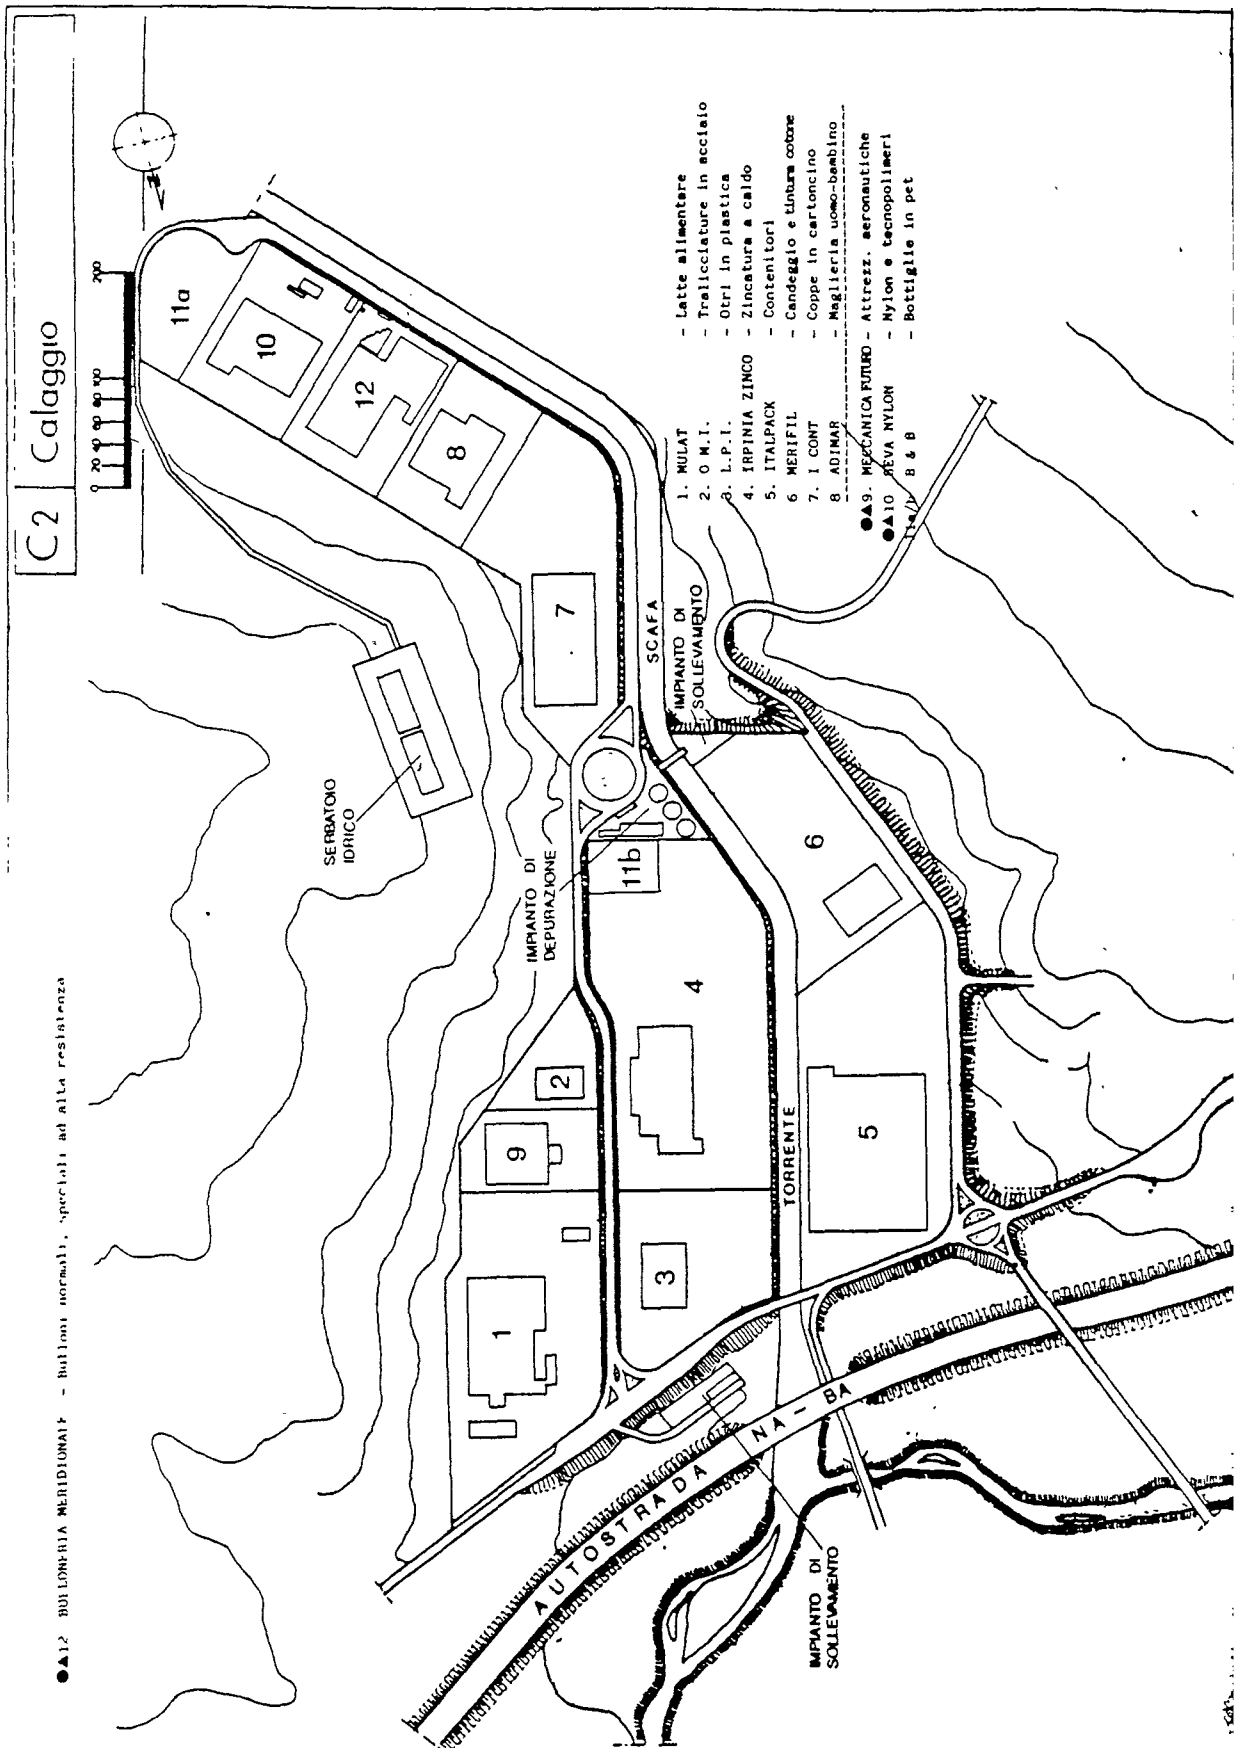 C2 Calaggio
0 20 40 60 80 100 200
N
1. MULAT - Latte alimentare
2. O M.I. - Tralicciature in acciaio
3. L.P.I. - Otri in plastica
4. IRPINIA ZINCO - Zincatura a caldo
5. ITALPACK - Contenitori
6 MERIFIL - Candeggio e tintura cotone
7. I CONT - Coppe in cartoncino
8 ADIMAR - Maglieria uomo-bambino
●▲9. MECCANICA FUTURO - Attrezz. aeronautiche
●▲10 BEVA NYLON - Nylon e tecnopolimeri
11a/b B & B - Bottiglie in pet
●▲12 BULLONERIA MERIDIONALE - Bulloni normali, speciali ad alta resistenza
11a
10
12
8
7
SERBATOIO
IDRICO
SCAFA
IMPIANTO DI
SOLLEVAMENTO
IMPIANTO DI
DEPURAZIONE
11b
6
4
2
9
5
TORRENTE
3
1
AUTOSTRADA NA - BA
IMPIANTO DI
SOLLEVAMENTO